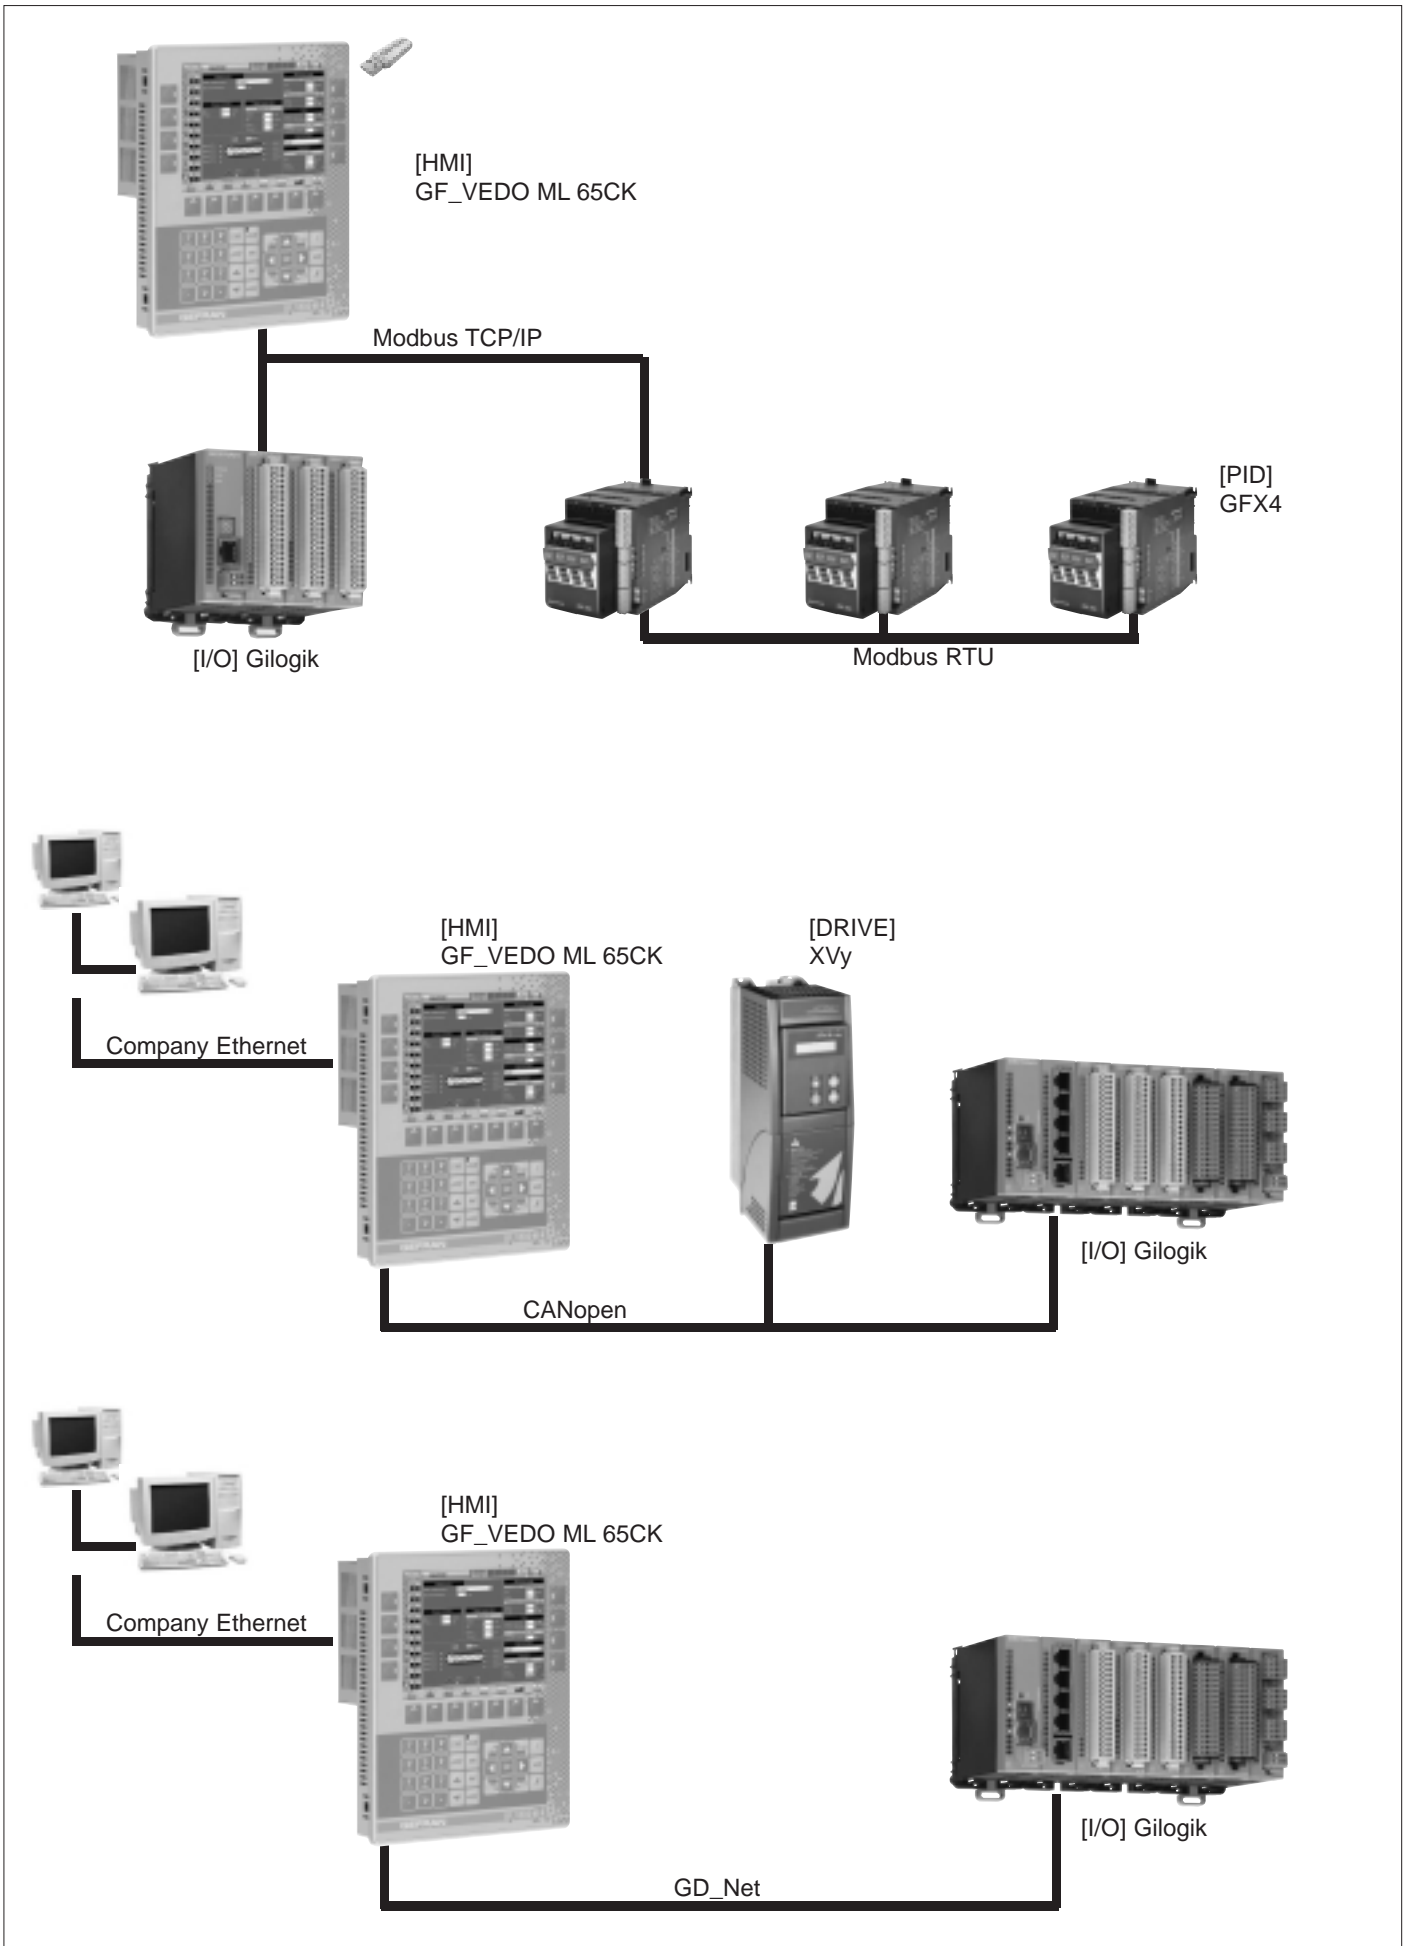 [HMI]
GF_VEDO ML 65CK
Modbus TCP/IP
[PID]
GFX4
[I/O] Gilogik
Modbus RTU
[HMI]
GF_VEDO ML 65CK
[DRIVE]
XVy
Company Ethernet
[I/O] Gilogik
CANopen
[HMI]
GF_VEDO ML 65CK
Company Ethernet
[I/O] Gilogik
GD_Net